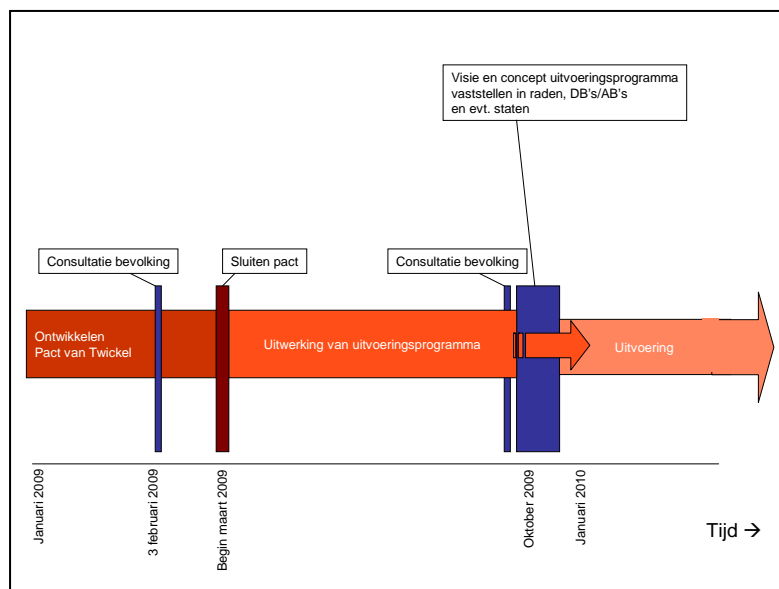 Visie en concept uitvoeringsprogramma
vaststellen in raden, DB's/AB's
en evt. staten
Consultatie bevolking
Sluiten pact
Consultatie bevolking
Ontwikkelen
Pact van Twickel
Uitwerking van uitvoeringsprogramma
Uitvoering
Januari 2009
3 februari 2009
Begin maart 2009
Oktober 2009
Januari 2010
Tijd →